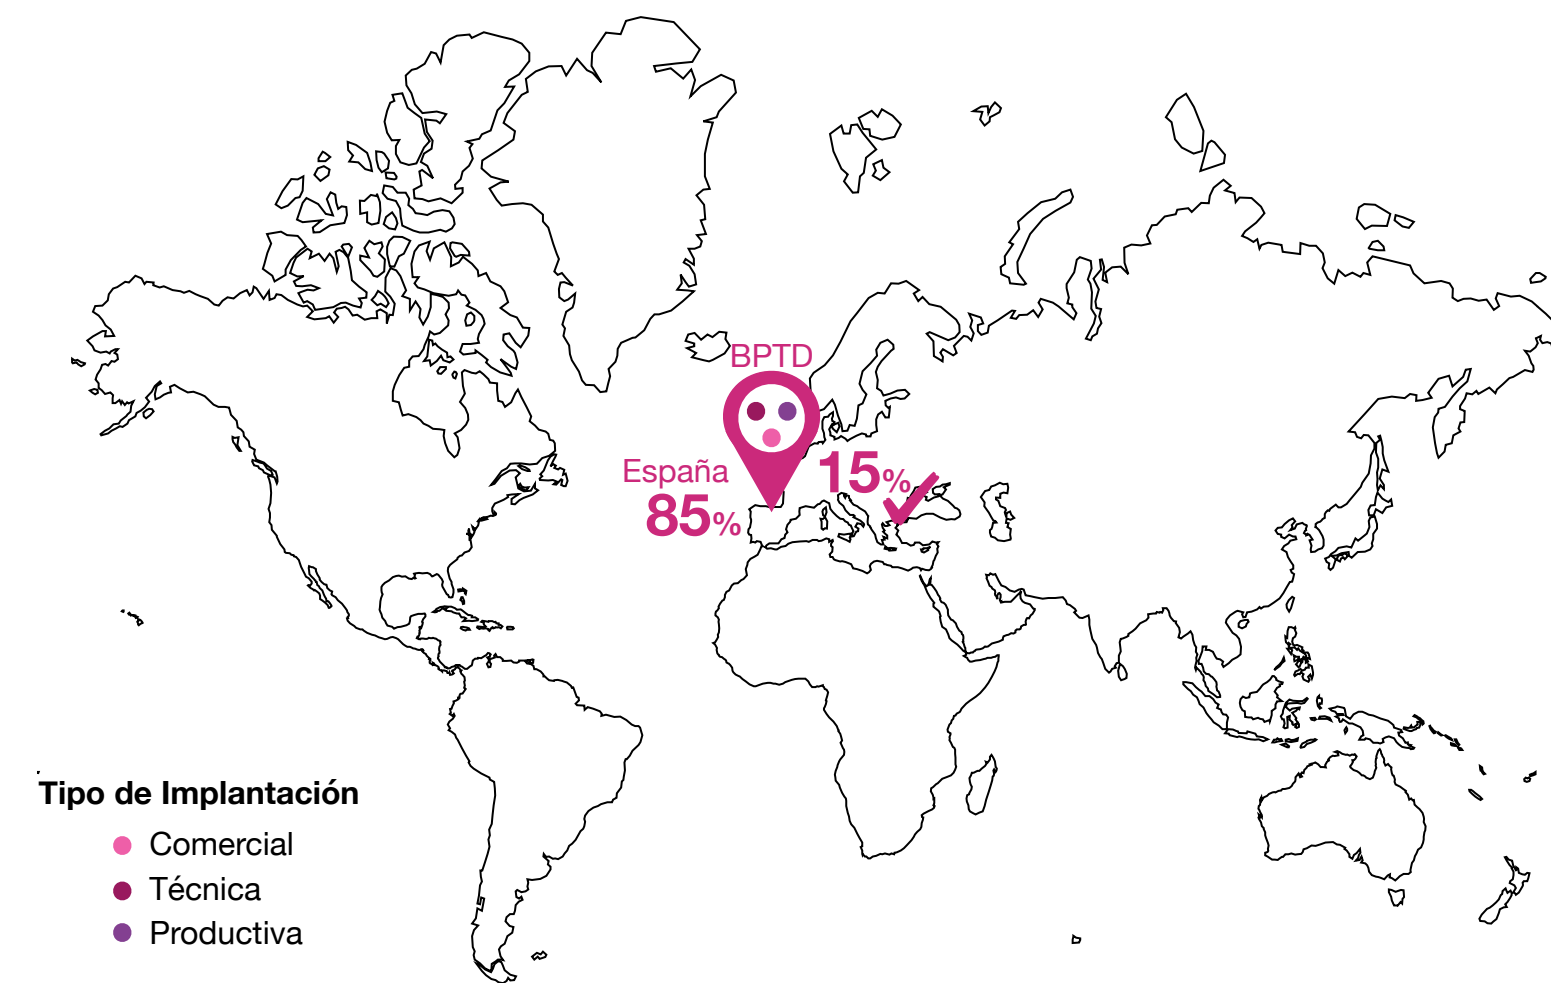 BPTD
España
85%
15%
Tipo de Implantación
Comercial
Técnica
Productiva